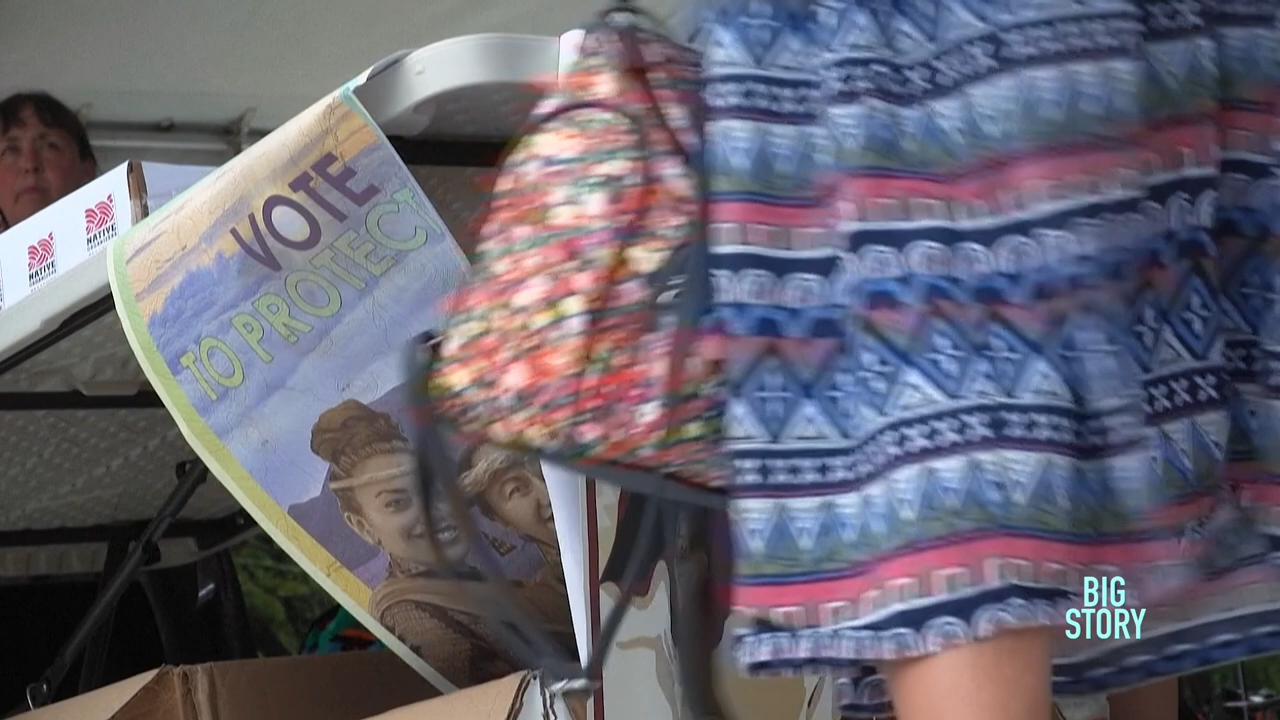 VOTE
TO PROTECT
NATIVE
NATIVE
BIG
STORY